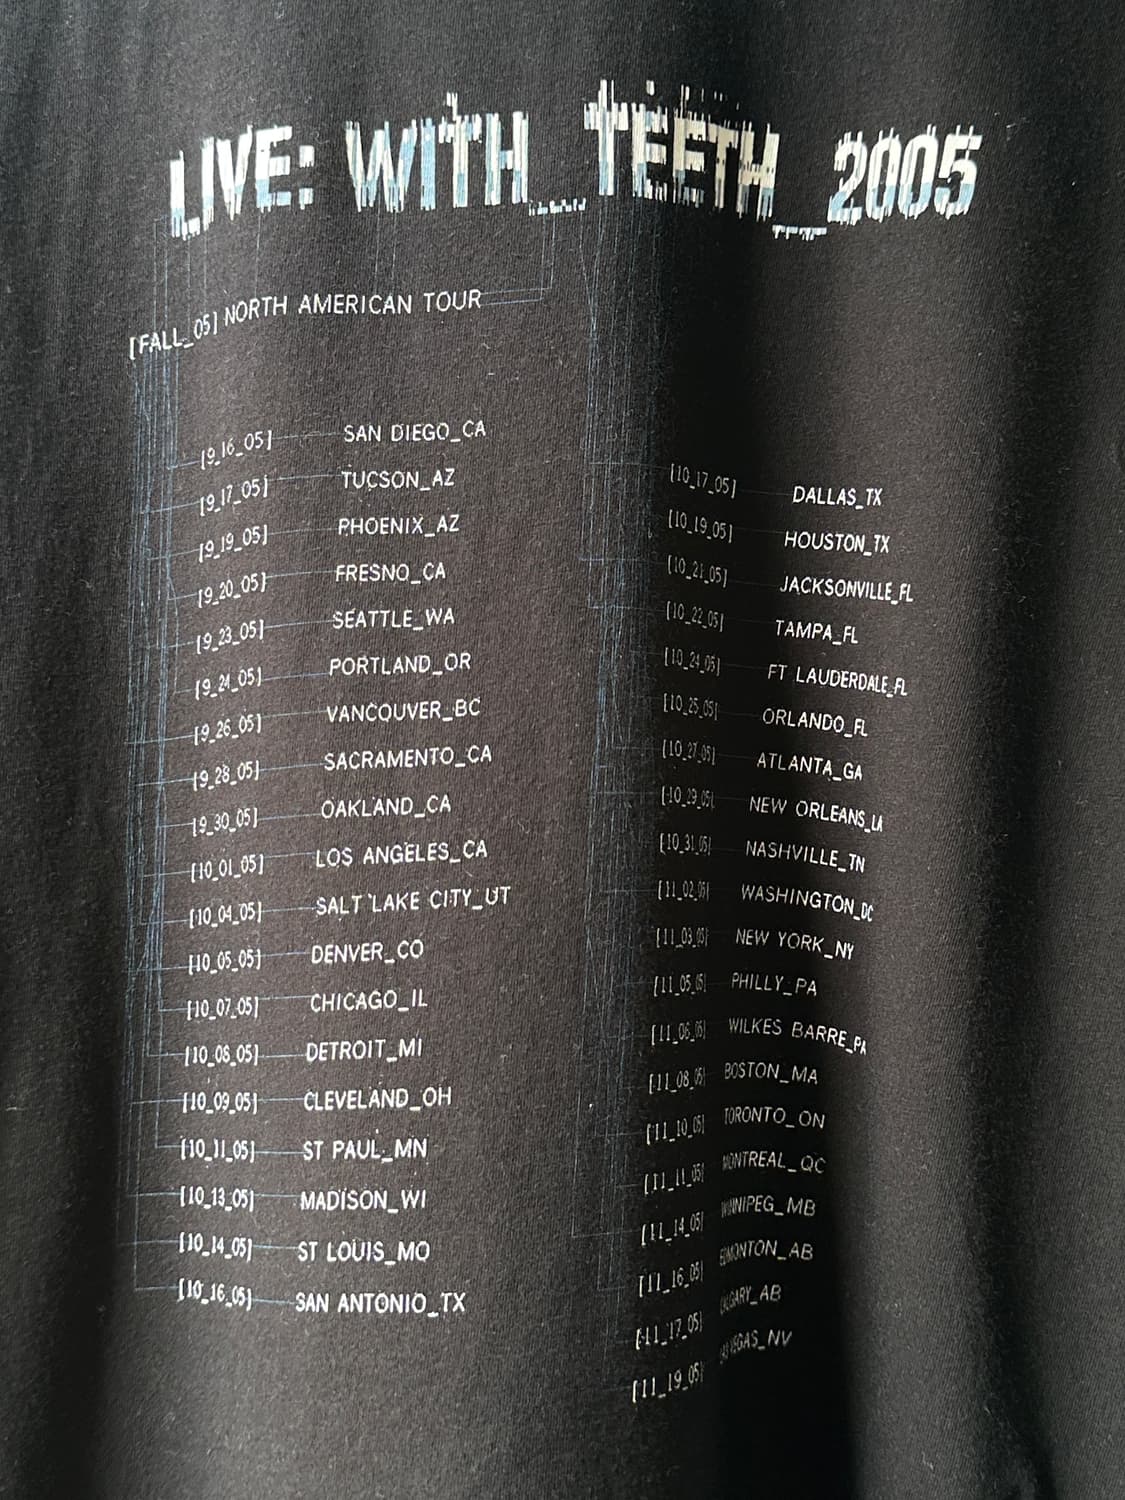 LIVE: WITH__TEETH__2005
[FALL_05] NORTH AMERICAN TOUR
[9_16_05] SAN DIEGO_CA
[9_17_05] TUCSON_AZ
[9_19_05] PHOENIX_AZ
[9_20_05] FRESNO_CA
[9_23_05] SEATTLE_WA
[9_24_05] PORTLAND_OR
[9_26_05] VANCOUVER_BC
[9_28_05] SACRAMENTO_CA
[9_30_05] OAKLAND_CA
[10_01_05] LOS ANGELES_CA
[10_04_05] SALT LAKE CITY_UT
[10_05_05] DENVER_CO
[10_07_05] CHICAGO_IL
[10_08_05] DETROIT_MI
[10_09_05] CLEVELAND_OH
[10_11_05] ST PAUL_MN
[10_13_05] MADISON_WI
[10_14_05] ST LOUIS_MO
[10_16_05] SAN ANTONIO_TX
[10_17_05] DALLAS_TX
[10_19_05] HOUSTON_TX
[10_21_05] JACKSONVILLE_FL
[10_22_05] TAMPA_FL
[10_24_05] FT LAUDERDALE_FL
[10_25_05] ORLANDO_FL
[10_27_05] ATLANTA_GA
[10_29_05] NEW ORLEANS_LA
[10_31_05] NASHVILLE_TN
[11_02_05] WASHINGTON_DC
[11_03_05] NEW YORK_NY
[11_05_05] PHILLY_PA
[11_06_05] WILKES BARRE_PA
[11_08_05] BOSTON_MA
[11_10_05] TORONTO_ON
[11_11_05] MONTREAL_QC
[11_14_05] WINNIPEG_MB
[11_16_05] EDMONTON_AB
[11_17_05] CALGARY_AB
[11_19_05] LAS VEGAS_NV